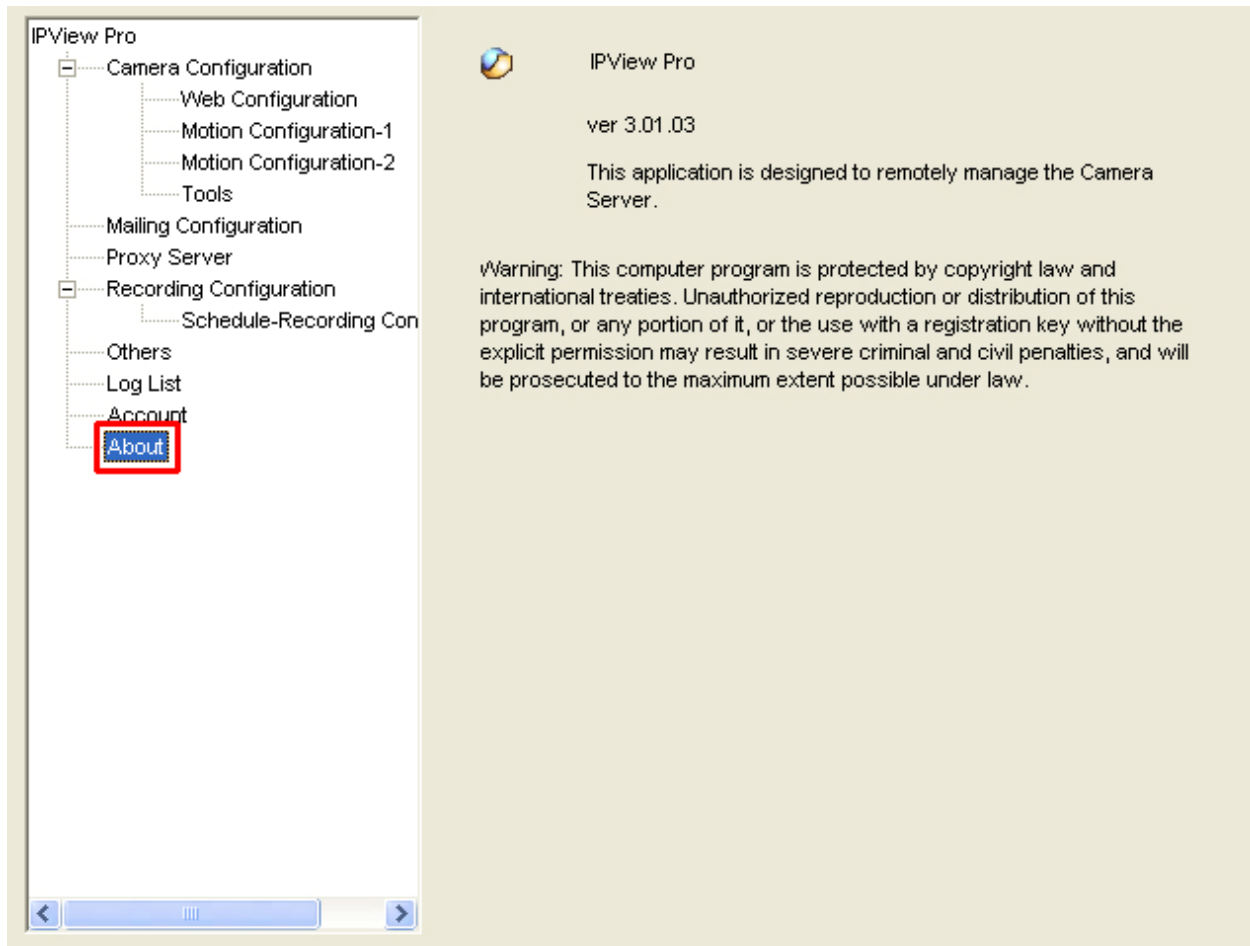 IPView Pro
Camera Configuration
Web Configuration
Motion Configuration-1
Motion Configuration-2
Tools
Mailing Configuration
Proxy Server
Recording Configuration
Schedule-Recording Con
Others
Log List
Account
About
IPView Pro
ver 3.01.03
This application is designed to remotely manage the Camera
Server.
Warning: This computer program is protected by copyright law and
international treaties. Unauthorized reproduction or distribution of this
program, or any portion of it, or the use with a registration key without the
explicit permission may result in severe criminal and civil penalties, and will
be prosecuted to the maximum extent possible under law.